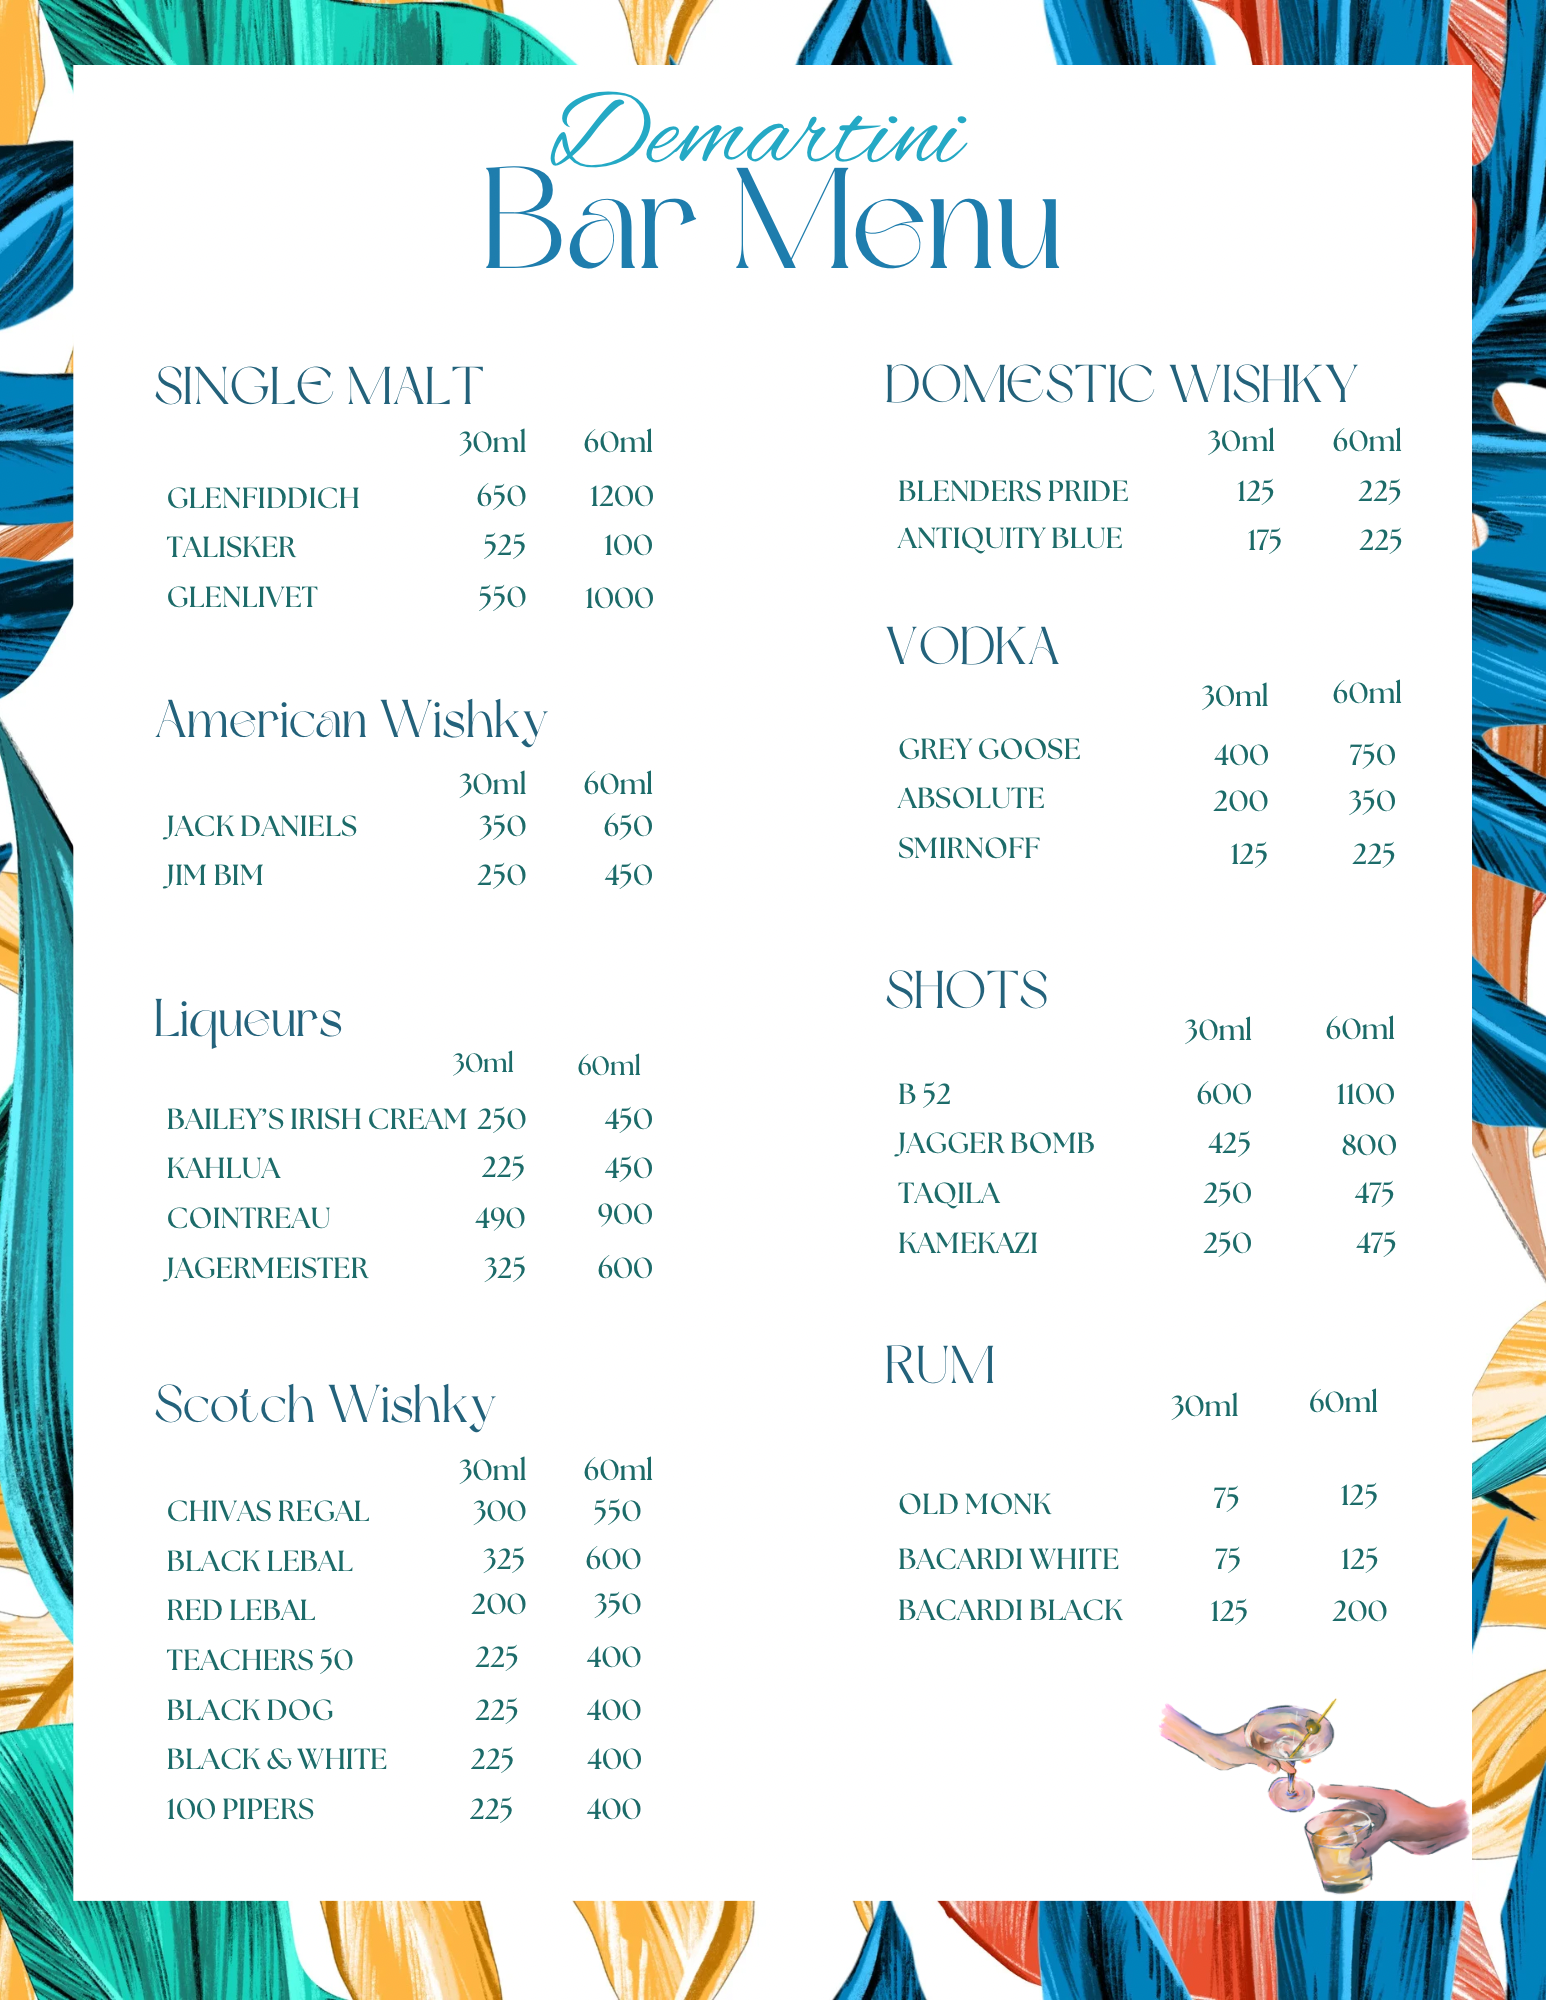 Demartini
Bar Menu
SINGLE MALT
30ml 60ml
GLENFIDDICH 650 1200
TALISKER 525 100
GLENLIVET 550 1000
American Wishky
30ml 60ml
JACK DANIELS 350 650
JIM BIM 250 450
Liqueurs
30ml 60ml
BAILEY'S IRISH CREAM 250 450
KAHLUA 225 450
COINTREAU 490 900
JAGERMEISTER 325 600
Scotch Wishky
30ml 60ml
CHIVAS REGAL 300 550
BLACK LEBAL 325 600
RED LEBAL 200 350
TEACHERS 50 225 400
BLACK DOG 225 400
BLACK & WHITE 225 400
100 PIPERS 225 400
DOMESTIC WISHKY
30ml 60ml
BLENDERS PRIDE 125 225
ANTIQUITY BLUE 175 225
VODKA
30ml 60ml
GREY GOOSE 400 750
ABSOLUTE 200 350
SMIRNOFF 125 225
SHOTS
30ml 60ml
B 52 600 1100
JAGGER BOMB 425 800
TAQILA 250 475
KAMEKAZI 250 475
RUM
30ml 60ml
OLD MONK 75 125
BACARDI WHITE 75 125
BACARDI BLACK 125 200